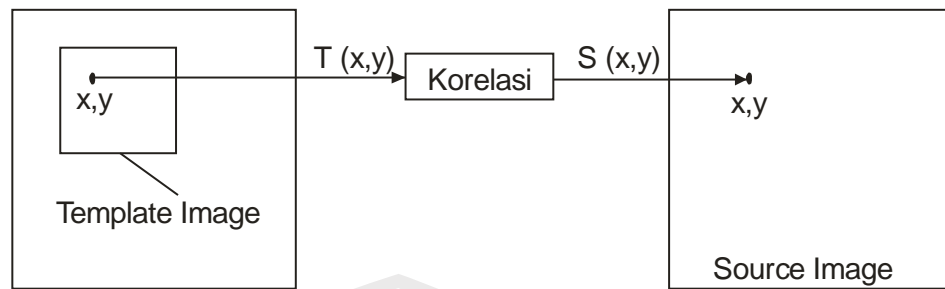 T (x,y)
S (x,y)
Korelasi
x,y
x,y
Template Image
Source Image